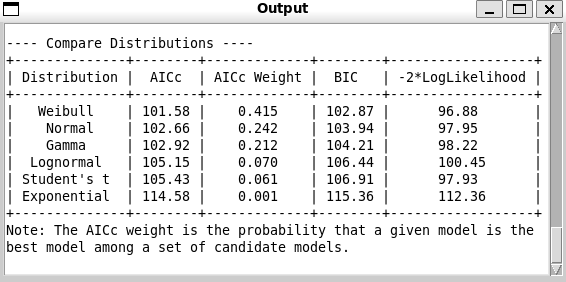 Output
---- Compare Distributions ----
+--------------+--------+-------------+--------+------------------+
| Distribution |  AICc  | AICc Weight |  BIC   | -2*LogLikelihood |
+--------------+--------+-------------+--------+------------------+
|   Weibull    | 101.58 |    0.415    | 102.87 |      96.88       |
|    Normal    | 102.66 |    0.242    | 103.94 |      97.95       |
|    Gamma     | 102.92 |    0.212    | 104.21 |      98.22       |
|  Lognormal   | 105.15 |    0.070    | 106.44 |      100.45      |
| Student's t  | 105.43 |    0.061    | 106.91 |      97.93       |
| Exponential  | 114.58 |    0.001    | 115.36 |      112.36      |
+--------------+--------+-------------+--------+------------------+
Note: The AICc weight is the probability that a given model is the
best model among a set of candidate models.